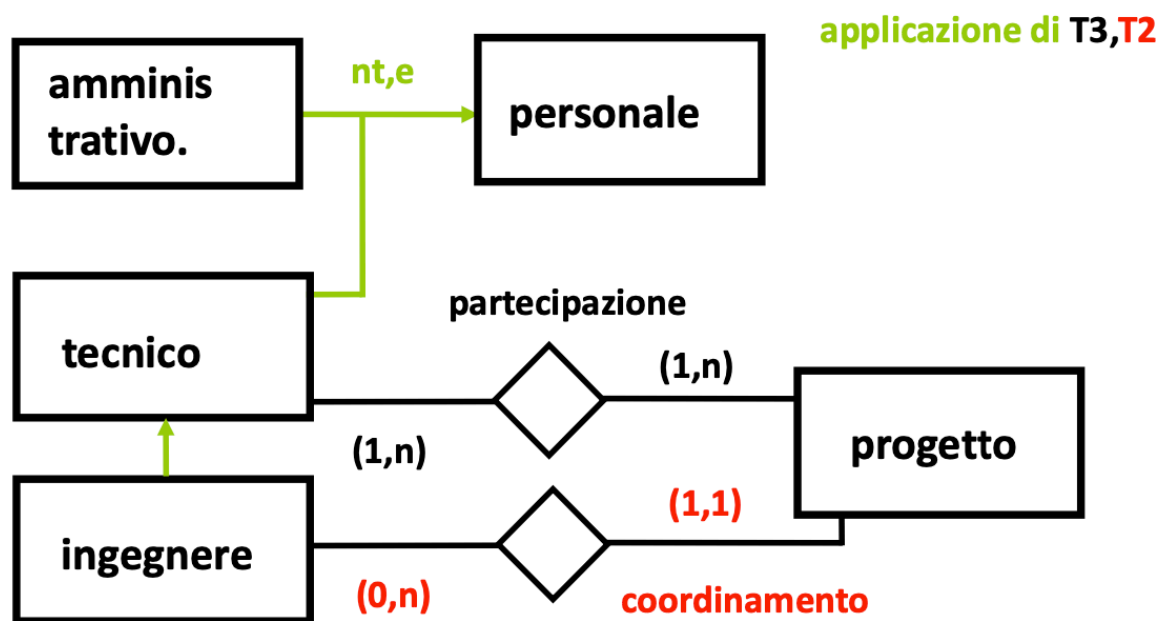 applicazione di T3,T2
amminis
trativo.
nt,e
personale
tecnico
partecipazione
(1,n)
(1,n)
progetto
ingegnere
(1,1)
(0,n)
coordinamento